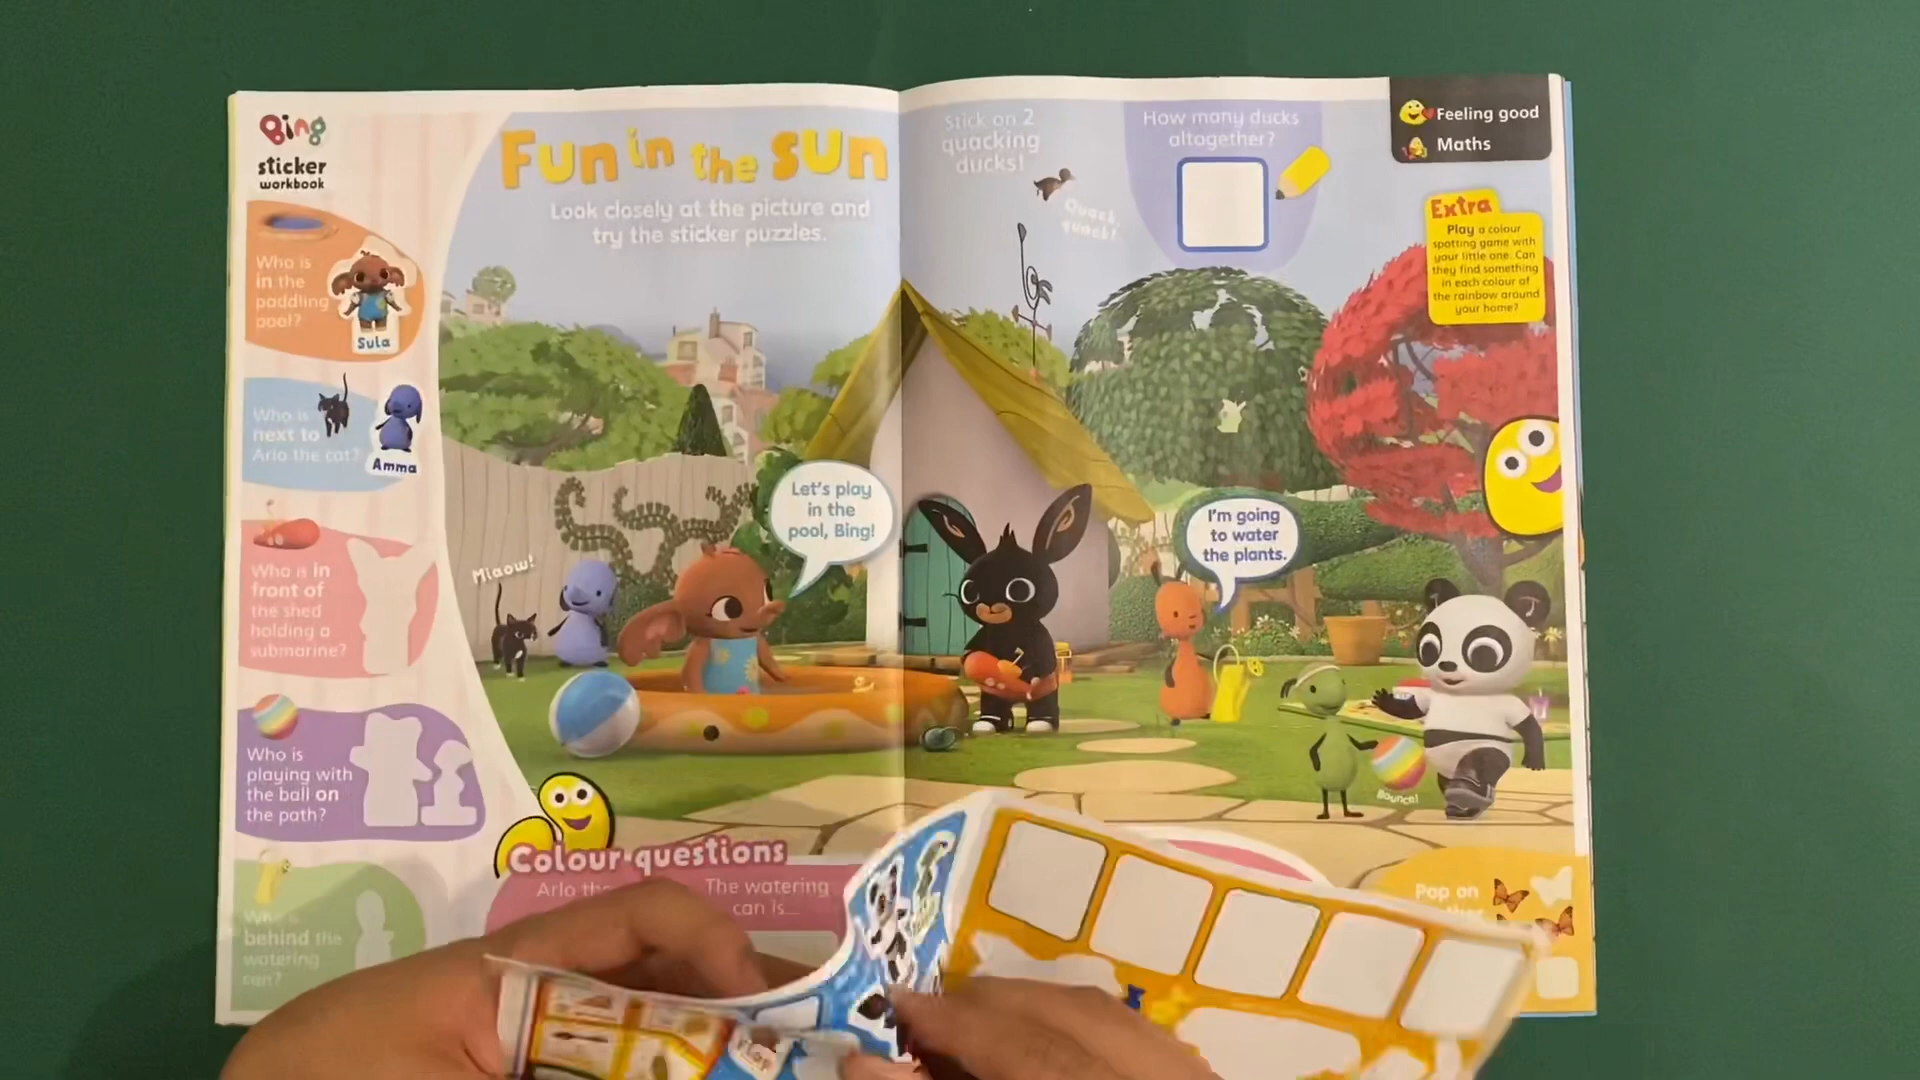 Bing
sticker
workbook
Who is
in the
paddling
pool?
Sula
Who is
next to
Arlo the cat?
Amma
Who is in
front of
the shed
holding a
submarine?
Who is
playing with
the ball on
the path?
Who is
behind the
watering
can?
Fun in the sun
Look closely at the picture and
try the sticker puzzles.
Miaow!
Let's play
in the
pool, Bing!
Colour questions
Arlo the
The watering
can is...
Stick on 2
quacking
ducks!
Quack,
quack!
How many ducks
altogether?
Feeling good
Maths
Extra
Play a colour
spotting game with
your little one. Can
they find something
in each colour of
the rainbow around
your home?
I'm going
to water
the plants.
Bounce!
Pop on